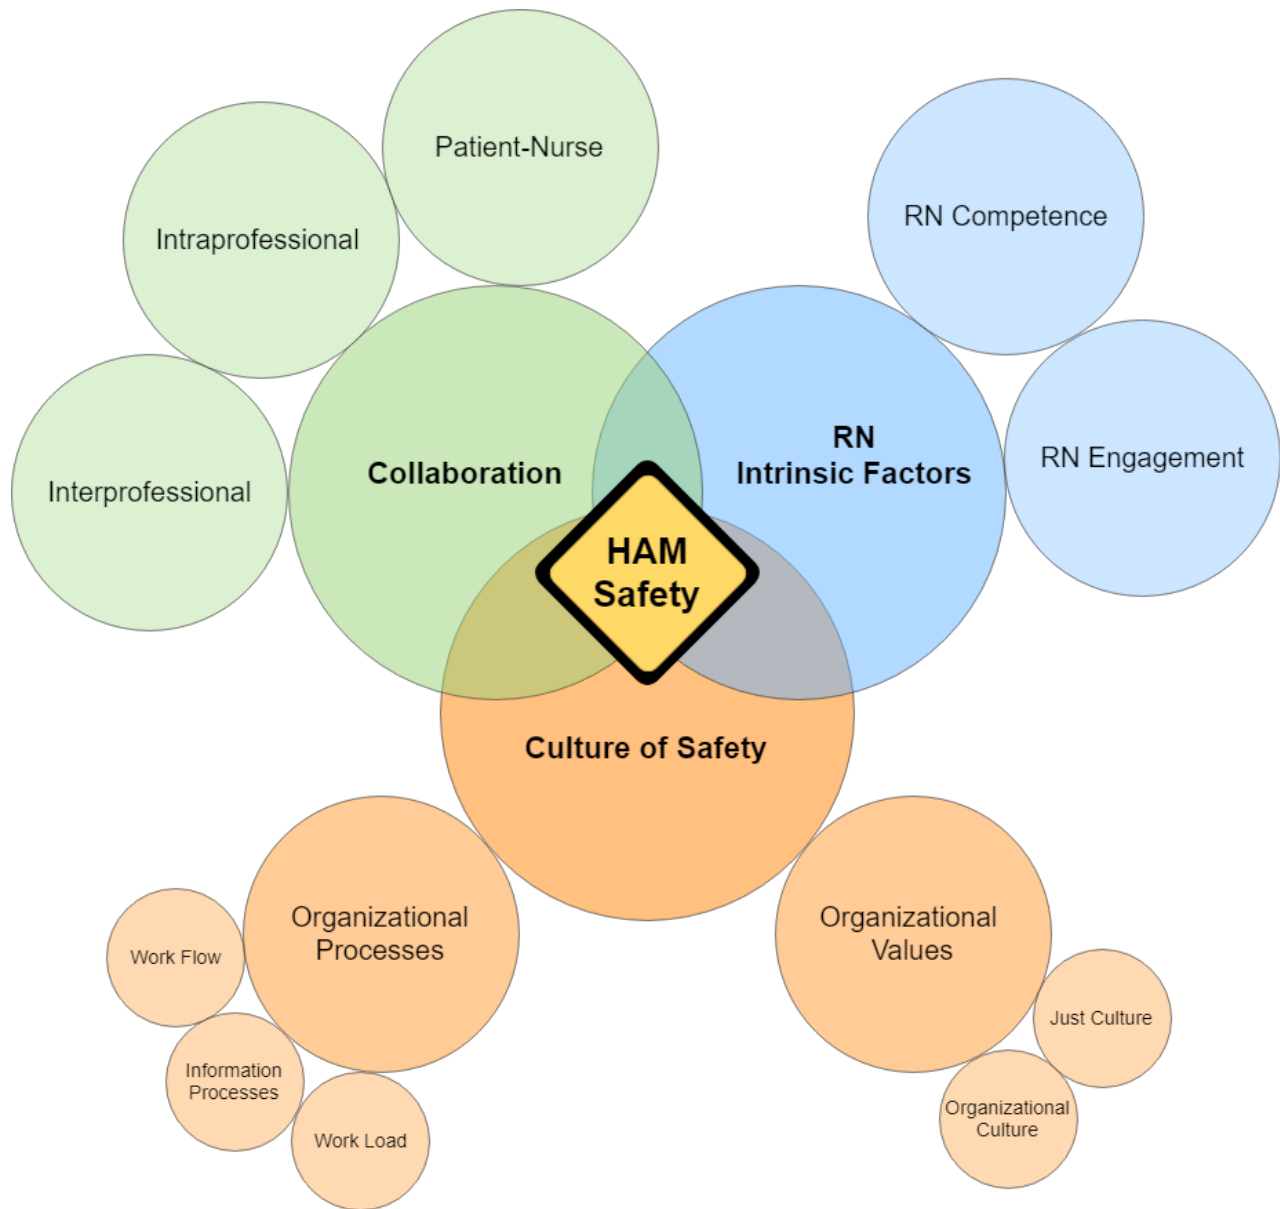 Patient-Nurse
Intraprofessional
Interprofessional
RN Competence
RN Engagement
Collaboration
RN
Intrinsic Factors
HAM
Safety
Culture of Safety
Organizational
Processes
Work Flow
Information
Processes
Work Load
Organizational
Values
Just Culture
Organizational
Culture